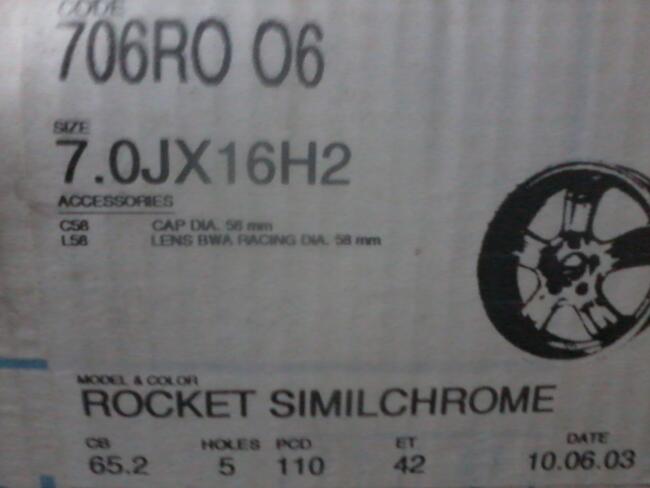 CODE
706RO O6
SIZE
7.0JX16H2
ACCESSORIES
C58 CAP DIA. 58 mm
L58 LENS BWA RACING DIA. 58 mm
MODEL & COLOR
ROCKET SIMILCHROME
CB HOLES PCD ET DATE
65.2 5 110 42 10.06.03